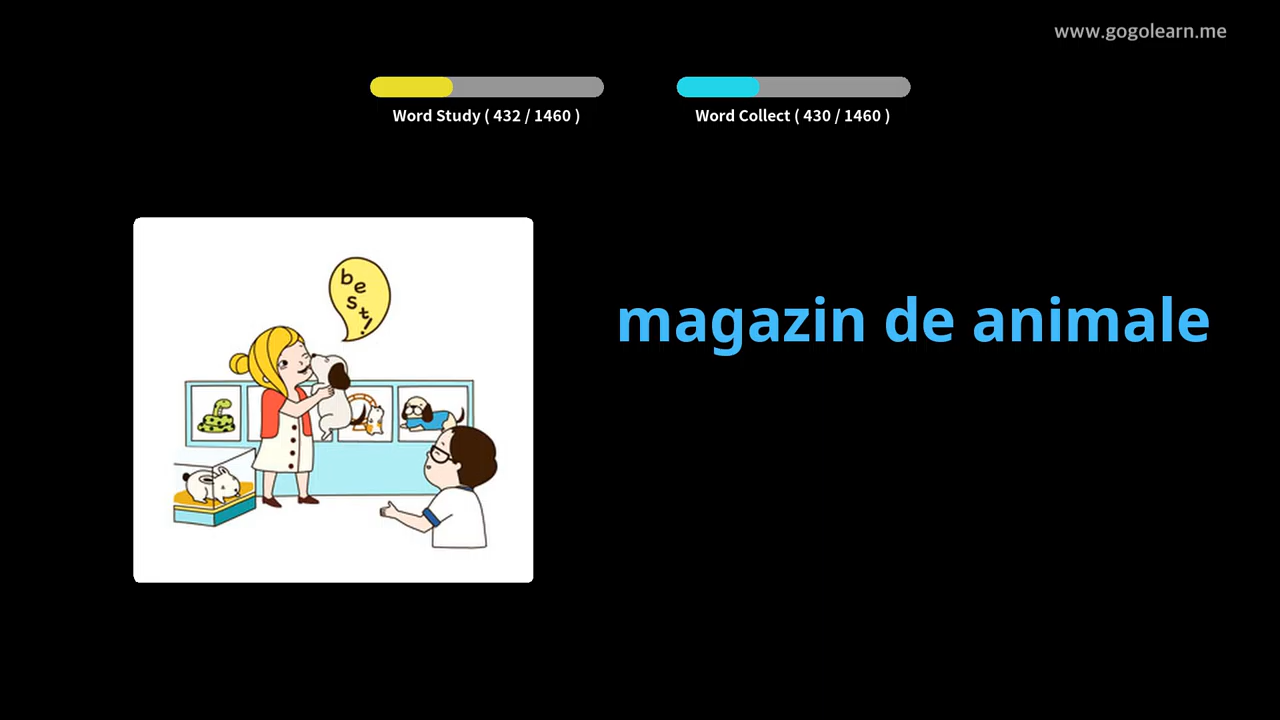 www.gogolearn.me
Word Study ( 432 / 1460 )
Word Collect ( 430 / 1460 )
best!
magazin de animale